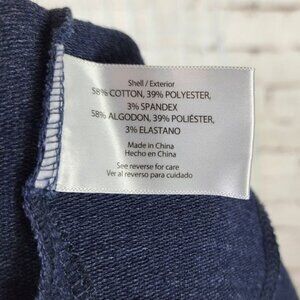 Shell / Exterior
58% COTTON, 39% POLYESTER,
3% SPANDEX
58% ALGODON, 39% POLIÉSTER,
3% ELASTANO
Made in China
Hecho en China
See reverse for care
Ver al reverso para cuidado